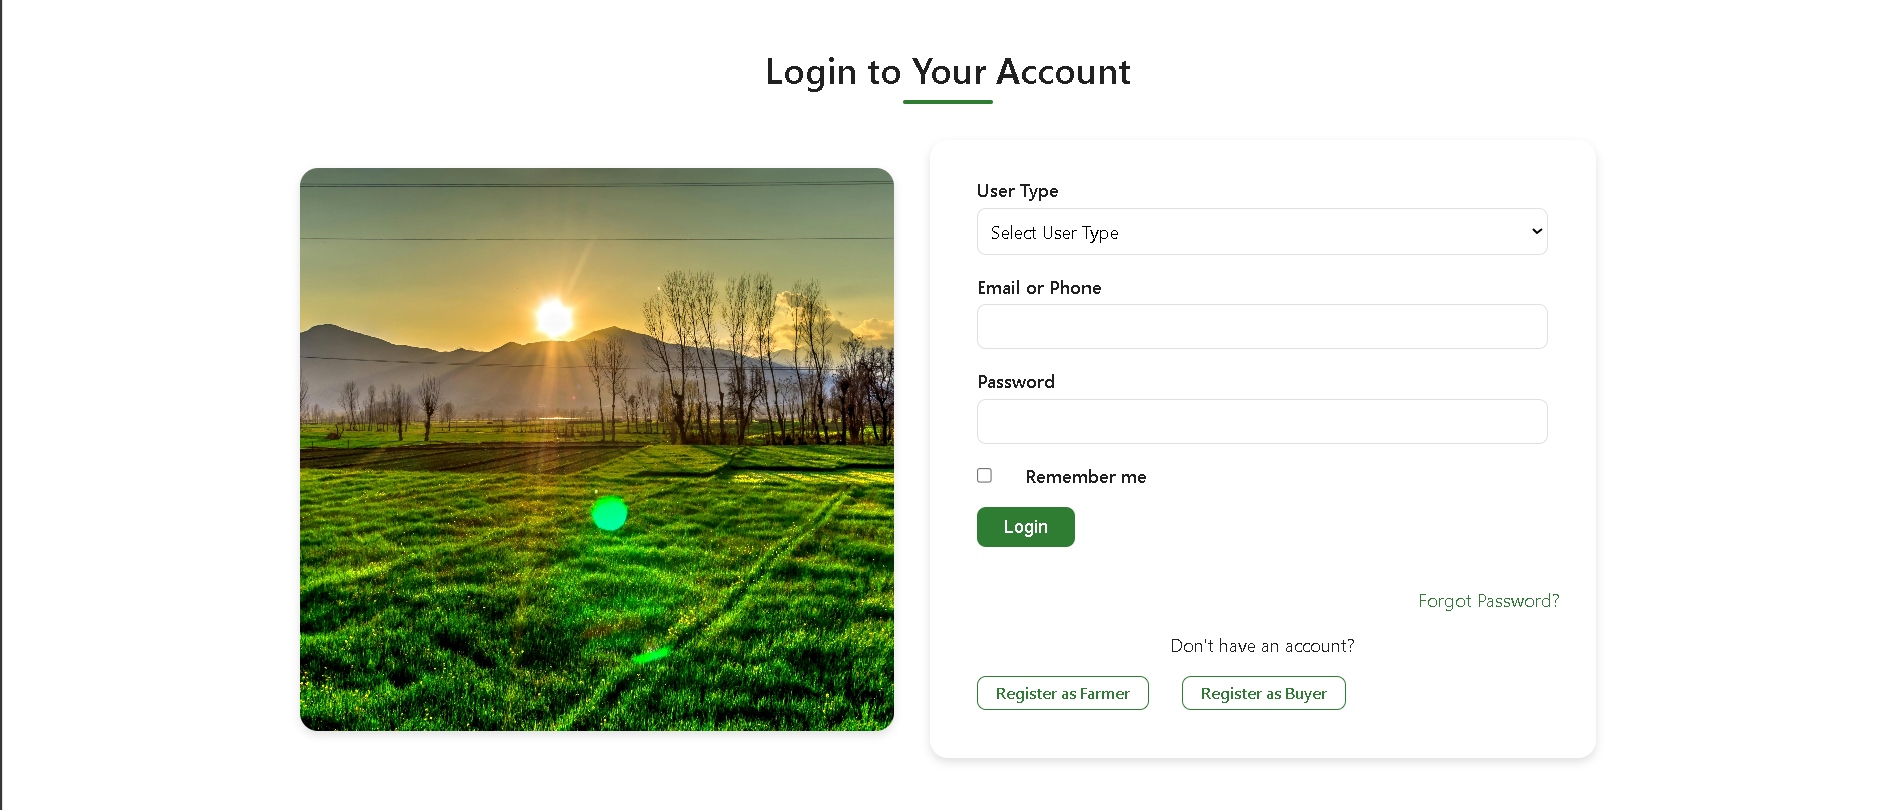 Login to Your Account
User Type
Select User Type
Email or Phone
Password
Remember me
Login
Forgot Password?
Don't have an account?
Register as Farmer
Register as Buyer